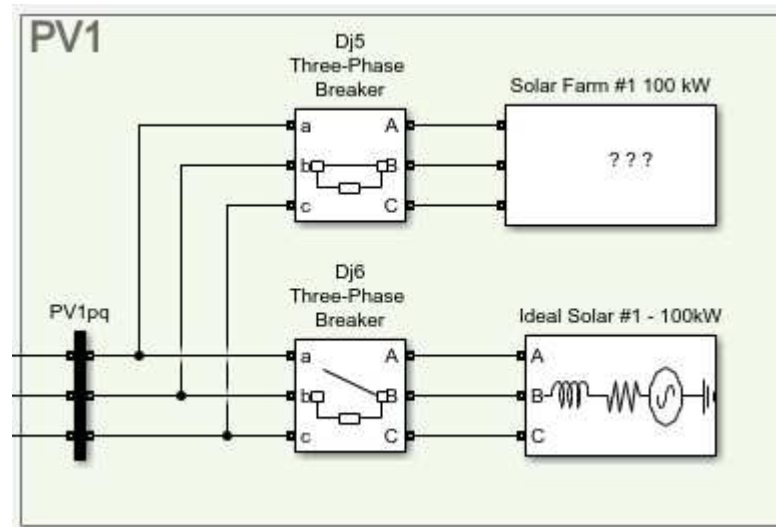 PV1
Dj5
Three-Phase
Breaker
Solar Farm #1 100 kW
a A
b B
c C
? ? ?
PV1pq
Dj6
Three-Phase
Breaker
Ideal Solar #1 - 100kW
a A
b B
c C
A
B
C